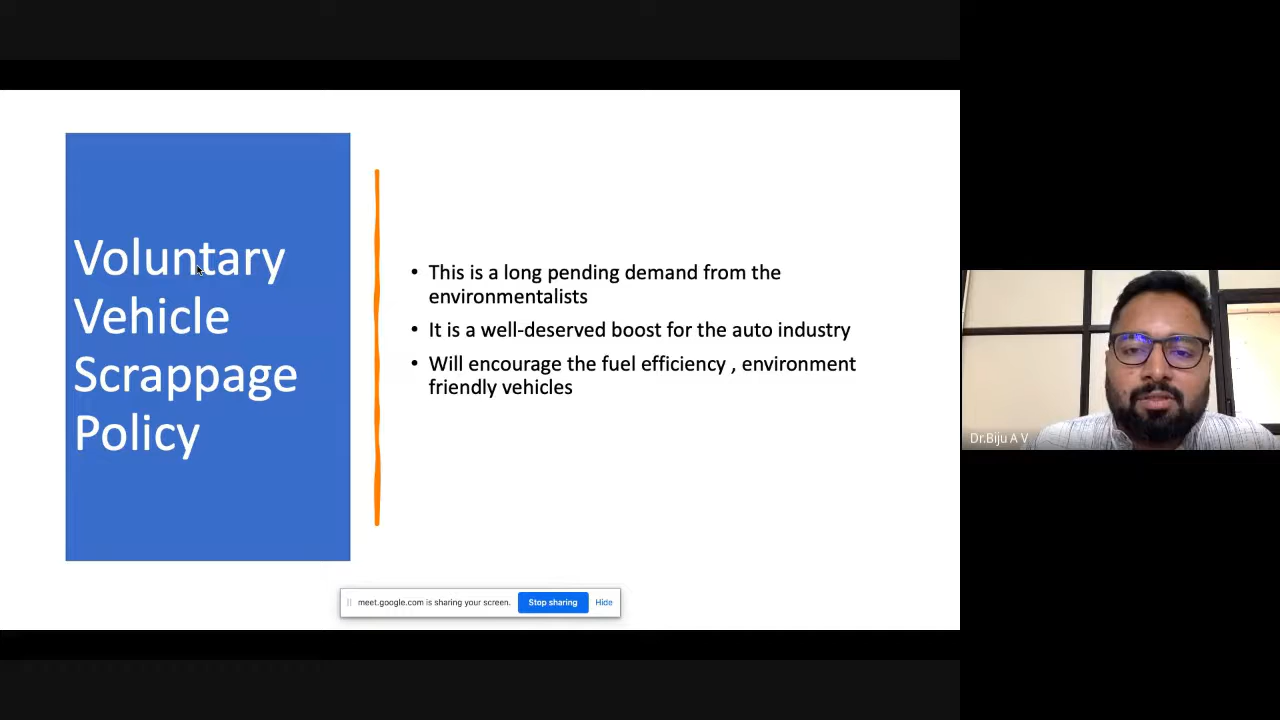 Voluntary
Vehicle
Scrappage
Policy
• This is a long pending demand from the
environmentalists
• It is a well-deserved boost for the auto industry
• Will encourage the fuel efficiency , environment
friendly vehicles
Dr.Biju A V
meet.google.com is sharing your screen. Stop sharing Hide